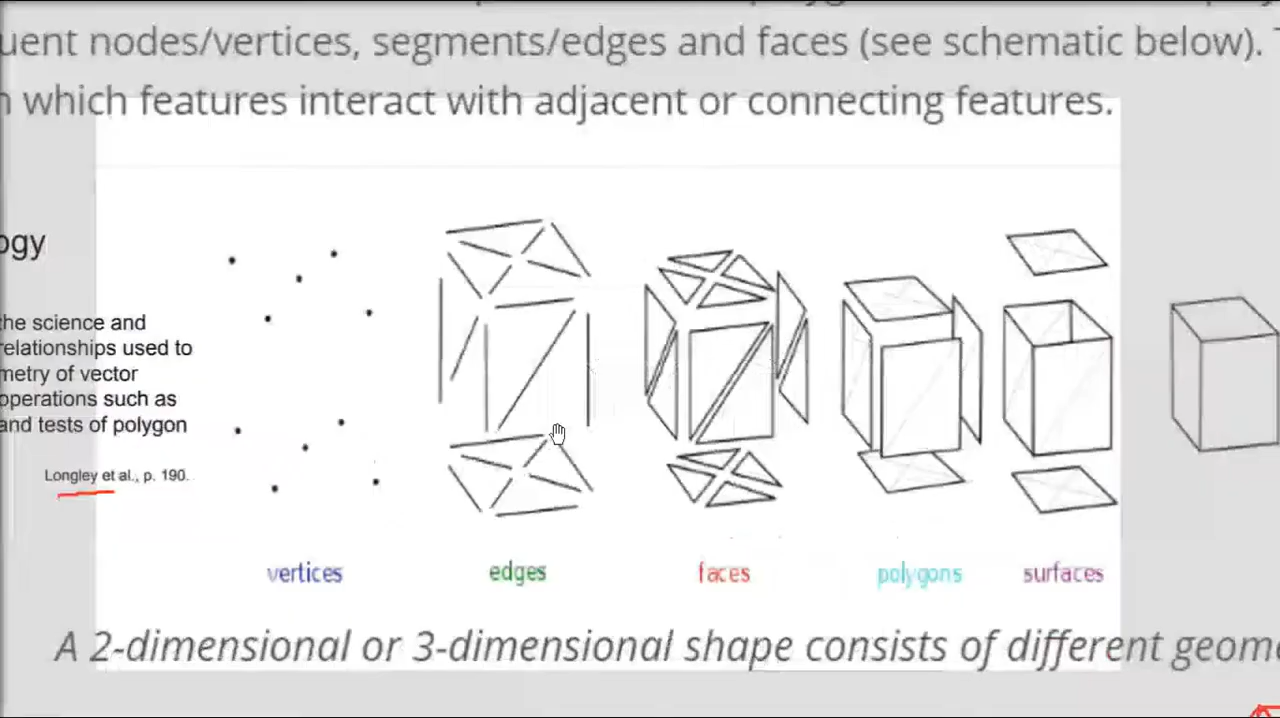 uent nodes/vertices, segments/edges and faces (see schematic below).
which features interact with adjacent or connecting features.
ogy
the science and
relationships used to
metry of vector
operations such as
and tests of polygon
Longley et al., p. 190.
vertices edges faces polygons surfaces
A 2-dimensional or 3-dimensional shape consists of different geome